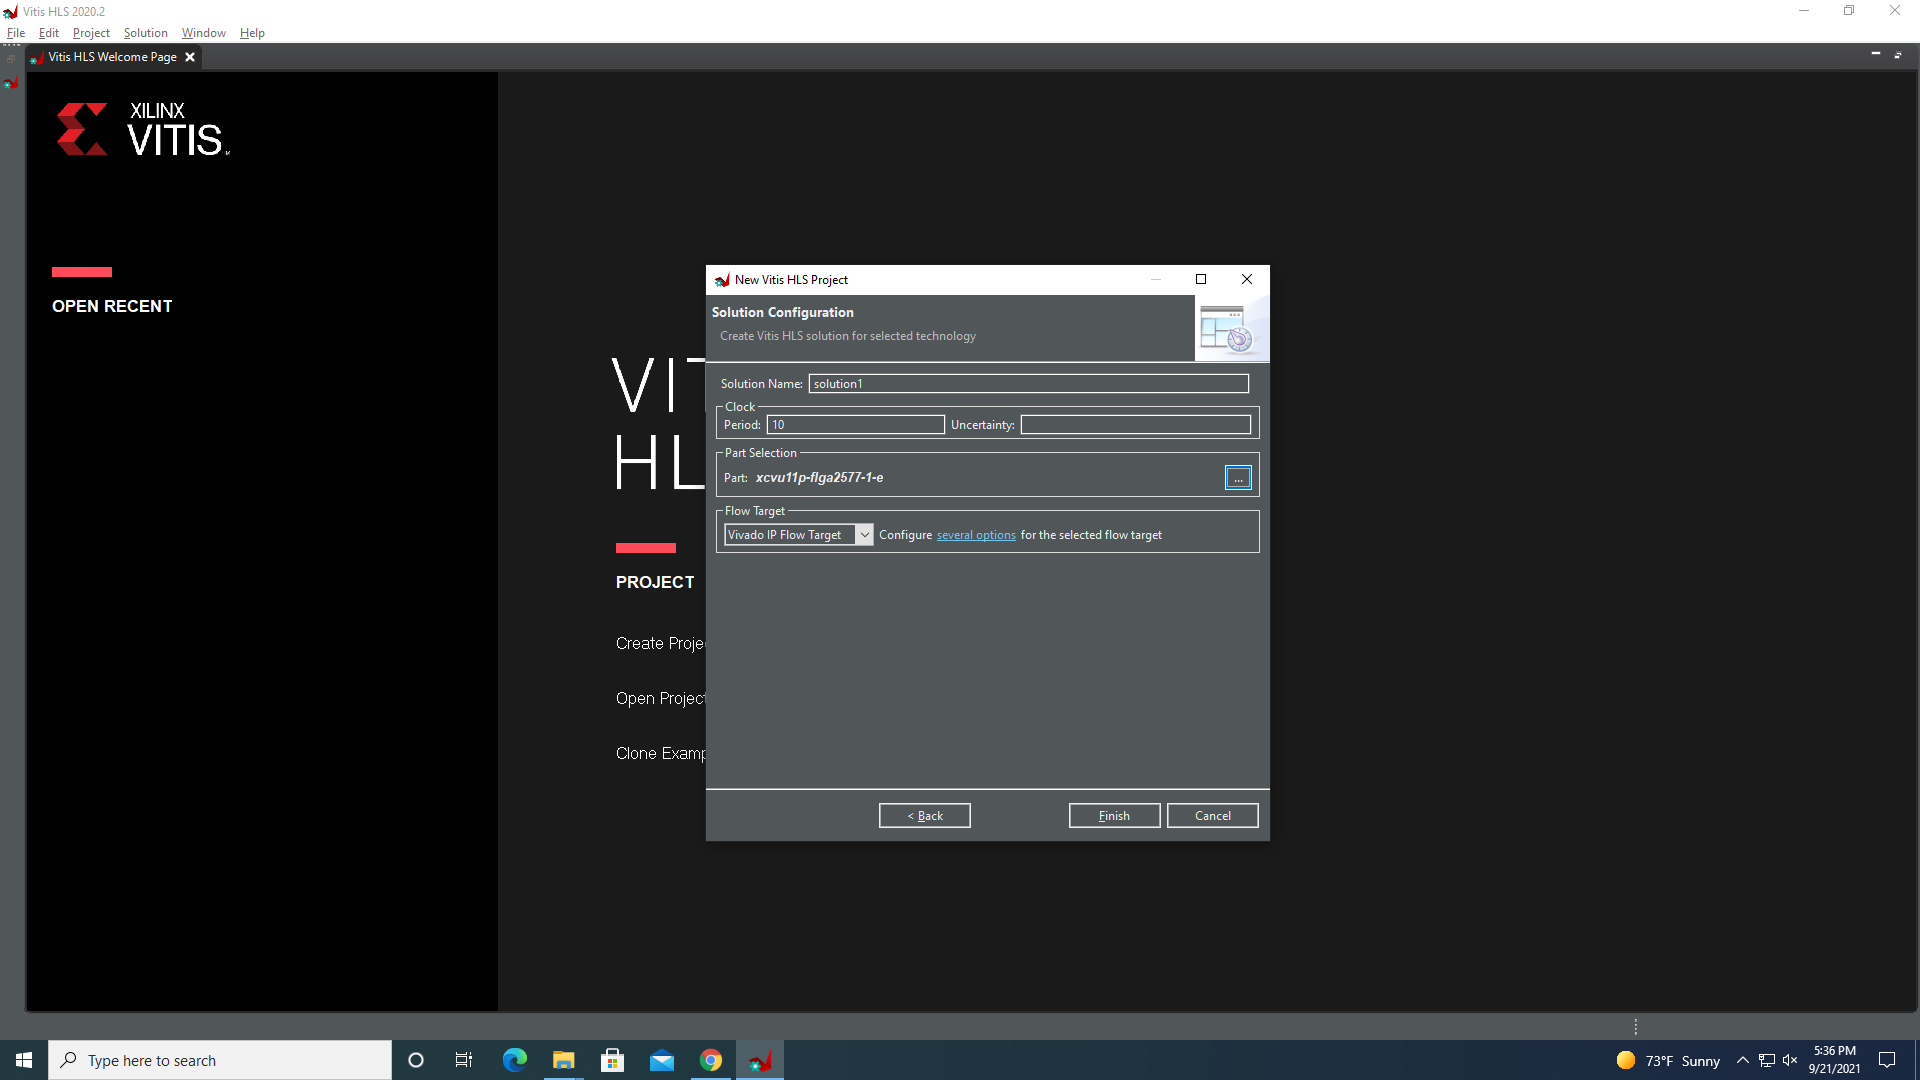 Vitis HLS 2020.2
File Edit Project Solution Window Help
Vitis HLS Welcome Page
XILINX
VITIS
OPEN RECENT
VIT
HL
PROJECT
Create Proje
Open Project
Clone Examp
New Vitis HLS Project
Solution Configuration
Create Vitis HLS solution for selected technology
Solution Name: solution1
Clock
Period: 10 Uncertainty:
Part Selection
Part: xcvu11p-flga2577-1-e ...
Flow Target
Vivado IP Flow Target Configure several options for the selected flow target
< Back Finish Cancel
Type here to search
73°F Sunny
5:36 PM
9/21/2021